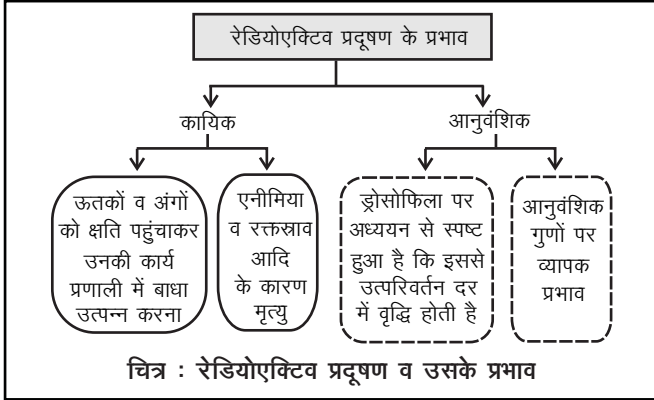 रेडियोएक्टिव प्रदूषण के प्रभाव
कायिक
आनुवंशिक
ऊतकों व अंगों
को क्षति पहुंचाकर
उनकी कार्य
प्रणाली में बाधा
उत्पन्न करना
एनीमिया
व रक्तस्राव
आदि
के कारण
मृत्यु
ड्रोसोफिला पर
अध्ययन से स्पष्ट
हुआ है कि इससे
उत्परिवर्तन दर
में वृद्धि होती है
आनुवंशिक
गुणों पर
व्यापक
प्रभाव
चित्र : रेडियोएक्टिव प्रदूषण व उसके प्रभाव